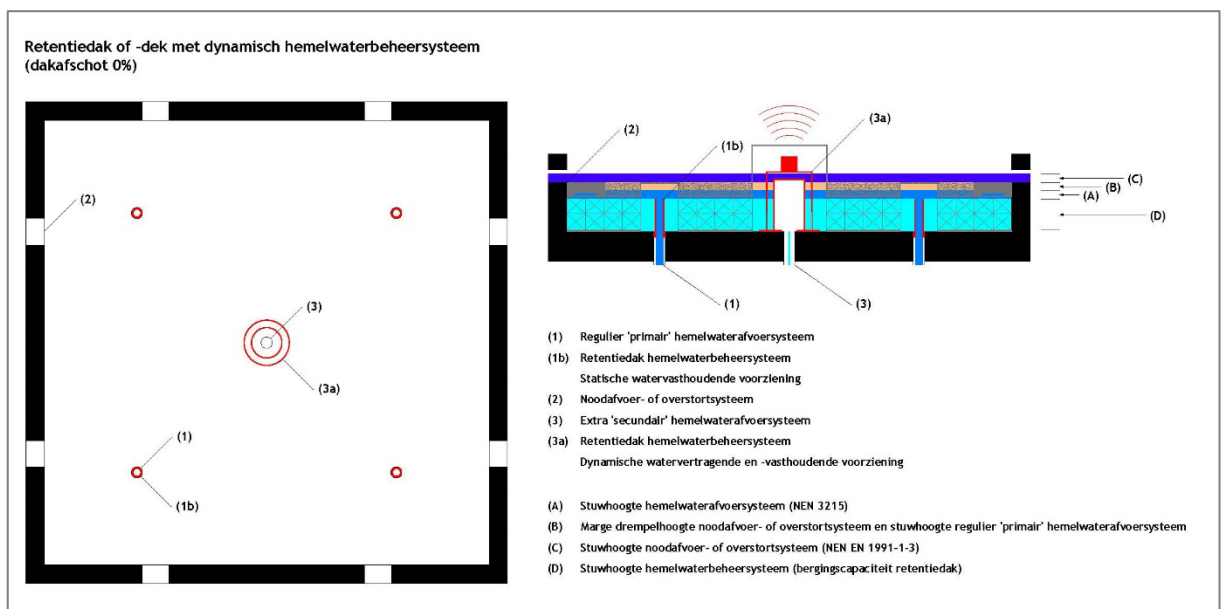 Retentiedak of -dek met dynamisch hemelwaterbeheersysteem
(dakafschot 0%)
(2)
(3)
(3a)
(1)
(1b)
(2)
(1b)
(3a)
(C)
(B)
(A)
(D)
(1)
(3)
(1) Regulier 'primair' hemelwaterafvoersysteem
(1b) Retentiedak hemelwaterbeheersysteem
Statische watervasthoudende voorziening
(2) Noodafvoer- of overstortsysteem
(3) Extra 'secundair' hemelwaterafvoersysteem
(3a) Retentiedak hemelwaterbeheersysteem
Dynamische watervertragende en -vasthoudende voorziening
(A) Stuwhoogte hemelwaterafvoersysteem (NEN 3215)
(B) Marge drempelhoogte noodafvoer- of overstortsysteem en stuwhoogte regulier 'primair' hemelwaterafvoersysteem
(C) Stuwhoogte noodafvoer- of overstortsysteem (NEN EN 1991-1-3)
(D) Stuwhoogte hemelwaterbeheersysteem (bergingscapaciteit retentiedak)